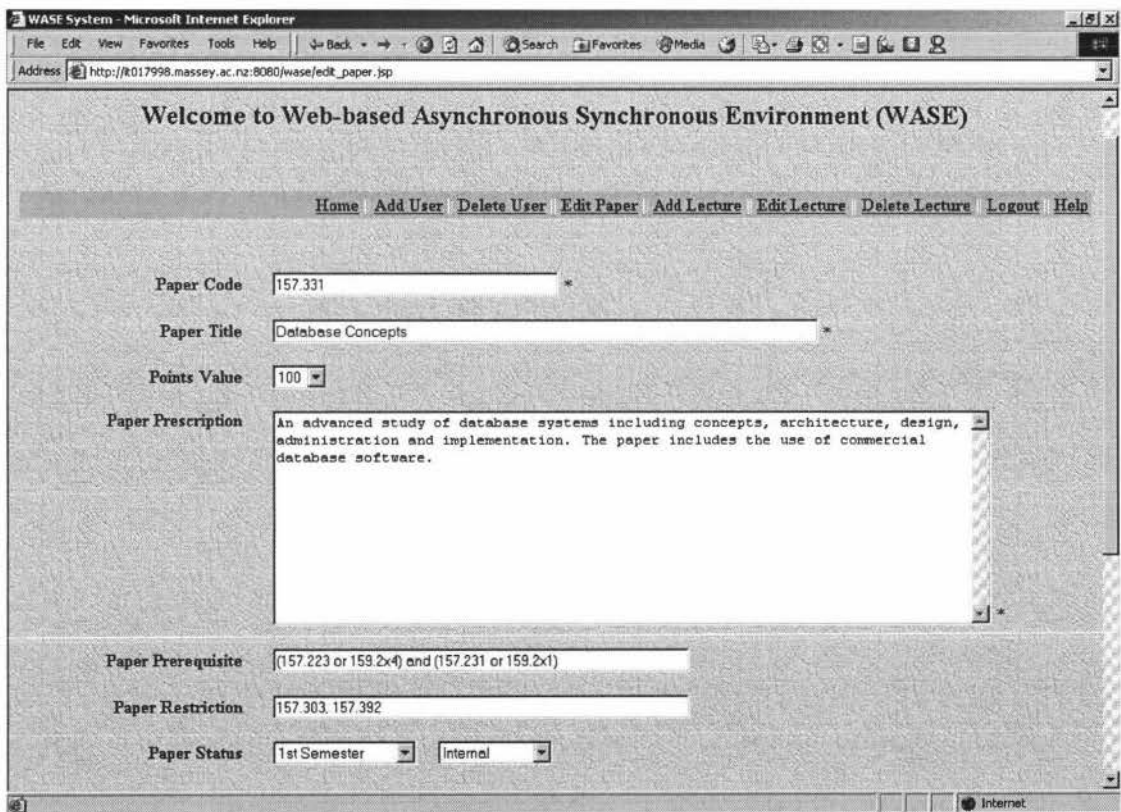 WASE System - Microsoft Internet Explorer
File Edit View Favorites Tools Help Back Search Favorites Media
Address http://it017998.massey.ac.nz:8080/wase/edit_paper.jsp
Welcome to Web-based Asynchronous Synchronous Environment (WASE)
Home Add User Delete User Edit Paper Add Lecture Edit Lecture Delete Lecture Logout Help
Paper Code 157.331 *
Paper Title Database Concepts *
Points Value 100
Paper Prescription An advanced study of database systems including concepts, architecture, design,
administration and implementation. The paper includes the use of commercial
database software.
*
Paper Prerequisite (157.223 or 159.2x4) and (157.231 or 159.2x1)
Paper Restriction 157.303, 157.392
Paper Status 1st Semester Internal
Internet